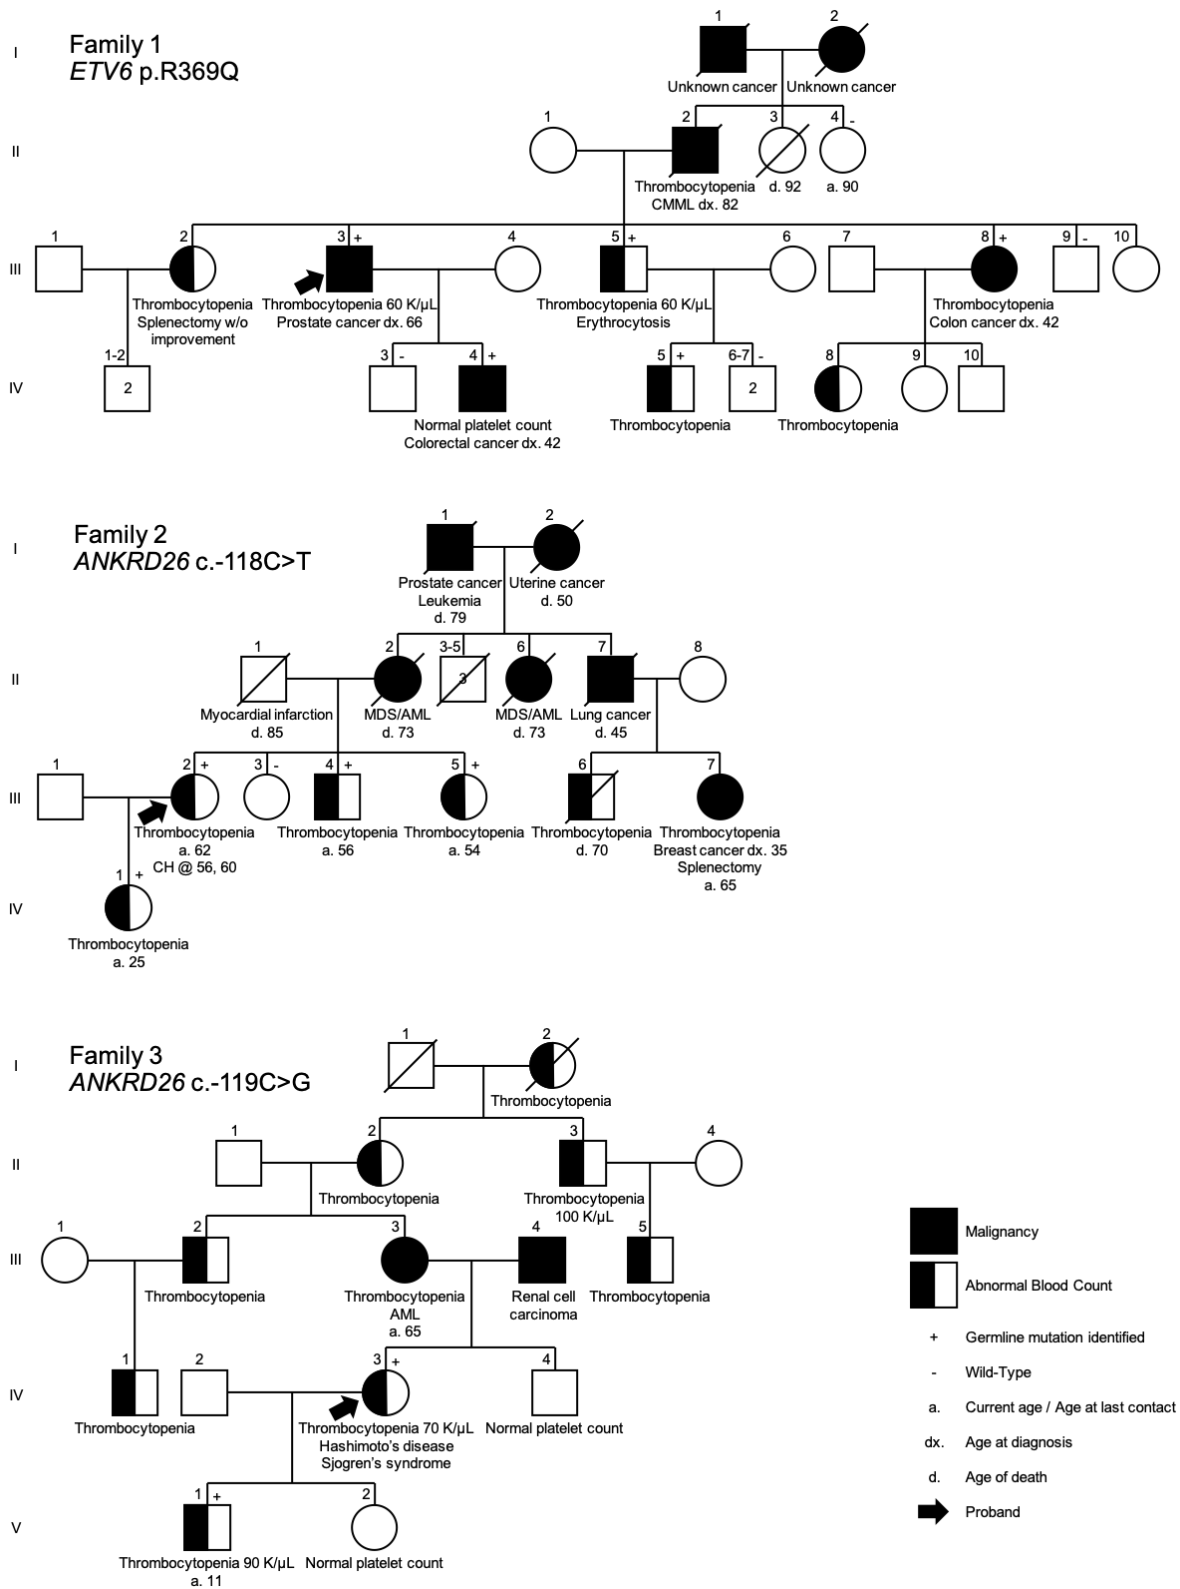 Family 1
ETV6 p.R369Q
I
1 2
Unknown cancer Unknown cancer
II
1 2 3 4 -
Thrombocytopenia d. 92 a. 90
CMML dx. 82
III
1 2 3 + 4 5 + 6 7 8 + 9 - 10
Thrombocytopenia Thrombocytopenia 60 K/µL Thrombocytopenia 60 K/µL Thrombocytopenia
Splenectomy w/o Prostate cancer dx. 66 Erythrocytosis Colon cancer dx. 42
improvement
IV
1-2 3 - 4 + 5 + 6-7 - 8 9 10
2 2
Normal platelet count Thrombocytopenia Thrombocytopenia
Colorectal cancer dx. 42
Family 2
ANKRD26 c.-118C>T
I
1 2
Prostate cancer Uterine cancer
Leukemia d. 50
d. 79
II
1 2 3-5 6 7 8
3
Myocardial infarction MDS/AML MDS/AML Lung cancer
d. 85 d. 73 d. 73 d. 45
III
1 2 + 3 - 4 + 5 + 6 7
Thrombocytopenia Thrombocytopenia Thrombocytopenia Thrombocytopenia Thrombocytopenia
a. 62 a. 56 a. 54 d. 70 Breast cancer dx. 35
CH @ 56, 60 Splenectomy
a. 65
IV
1 +
Thrombocytopenia
a. 25
Family 3
ANKRD26 c.-119C>G
I
1 2
Thrombocytopenia
II
1 2 3 4
Thrombocytopenia Thrombocytopenia
100 K/µL
III
1 2 3 4 5
Thrombocytopenia Thrombocytopenia Renal cell Thrombocytopenia
AML carcinoma
a. 65
IV
1 2 3 + 4
Thrombocytopenia Thrombocytopenia 70 K/µL Normal platelet count
Hashimoto's disease
Sjogren's syndrome
V
1 + 2
Thrombocytopenia 90 K/µL Normal platelet count
a. 11
Malignancy
Abnormal Blood Count
+ Germline mutation identified
- Wild-Type
a. Current age / Age at last contact
dx. Age at diagnosis
d. Age of death
Proband